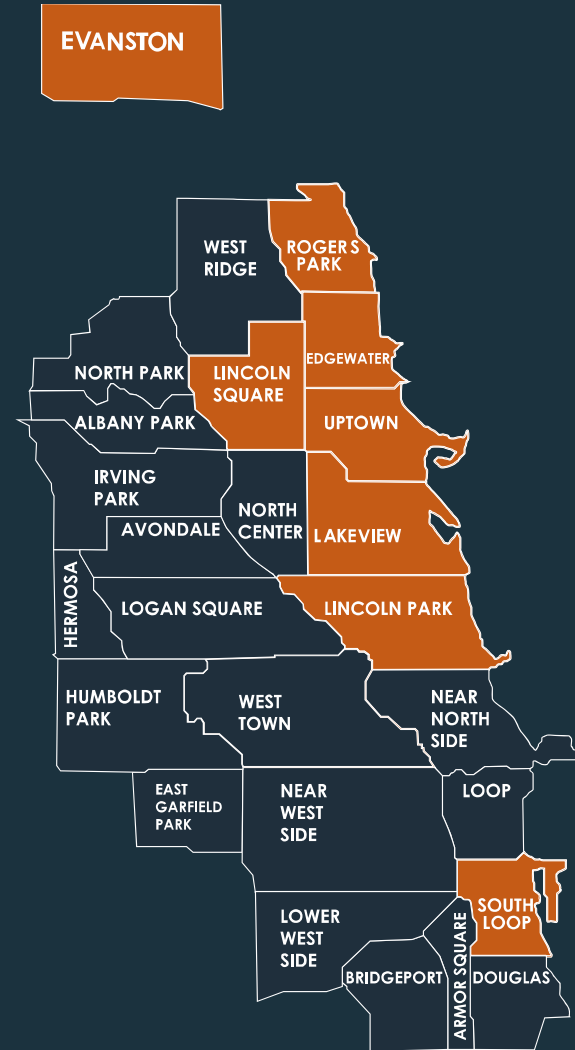 EVANSTON
WEST
RIDGE
ROGERS
PARK
NORTH PARK
LINCOLN
SQUARE
EDGEWATER
ALBANY PARK
UPTOWN
IRVING
PARK
AVONDALE
NORTH
CENTER
LAKEVIEW
HERMOSA
LOGAN SQUARE
LINCOLN PARK
HUMBOLDT
PARK
WEST
TOWN
NEAR
NORTH
SIDE
EAST
GARFIELD
PARK
NEAR
WEST
SIDE
LOOP
LOWER
WEST
SIDE
SOUTH
LOOP
BRIDGEPORT
ARMOR SQUARE
DOUGLAS